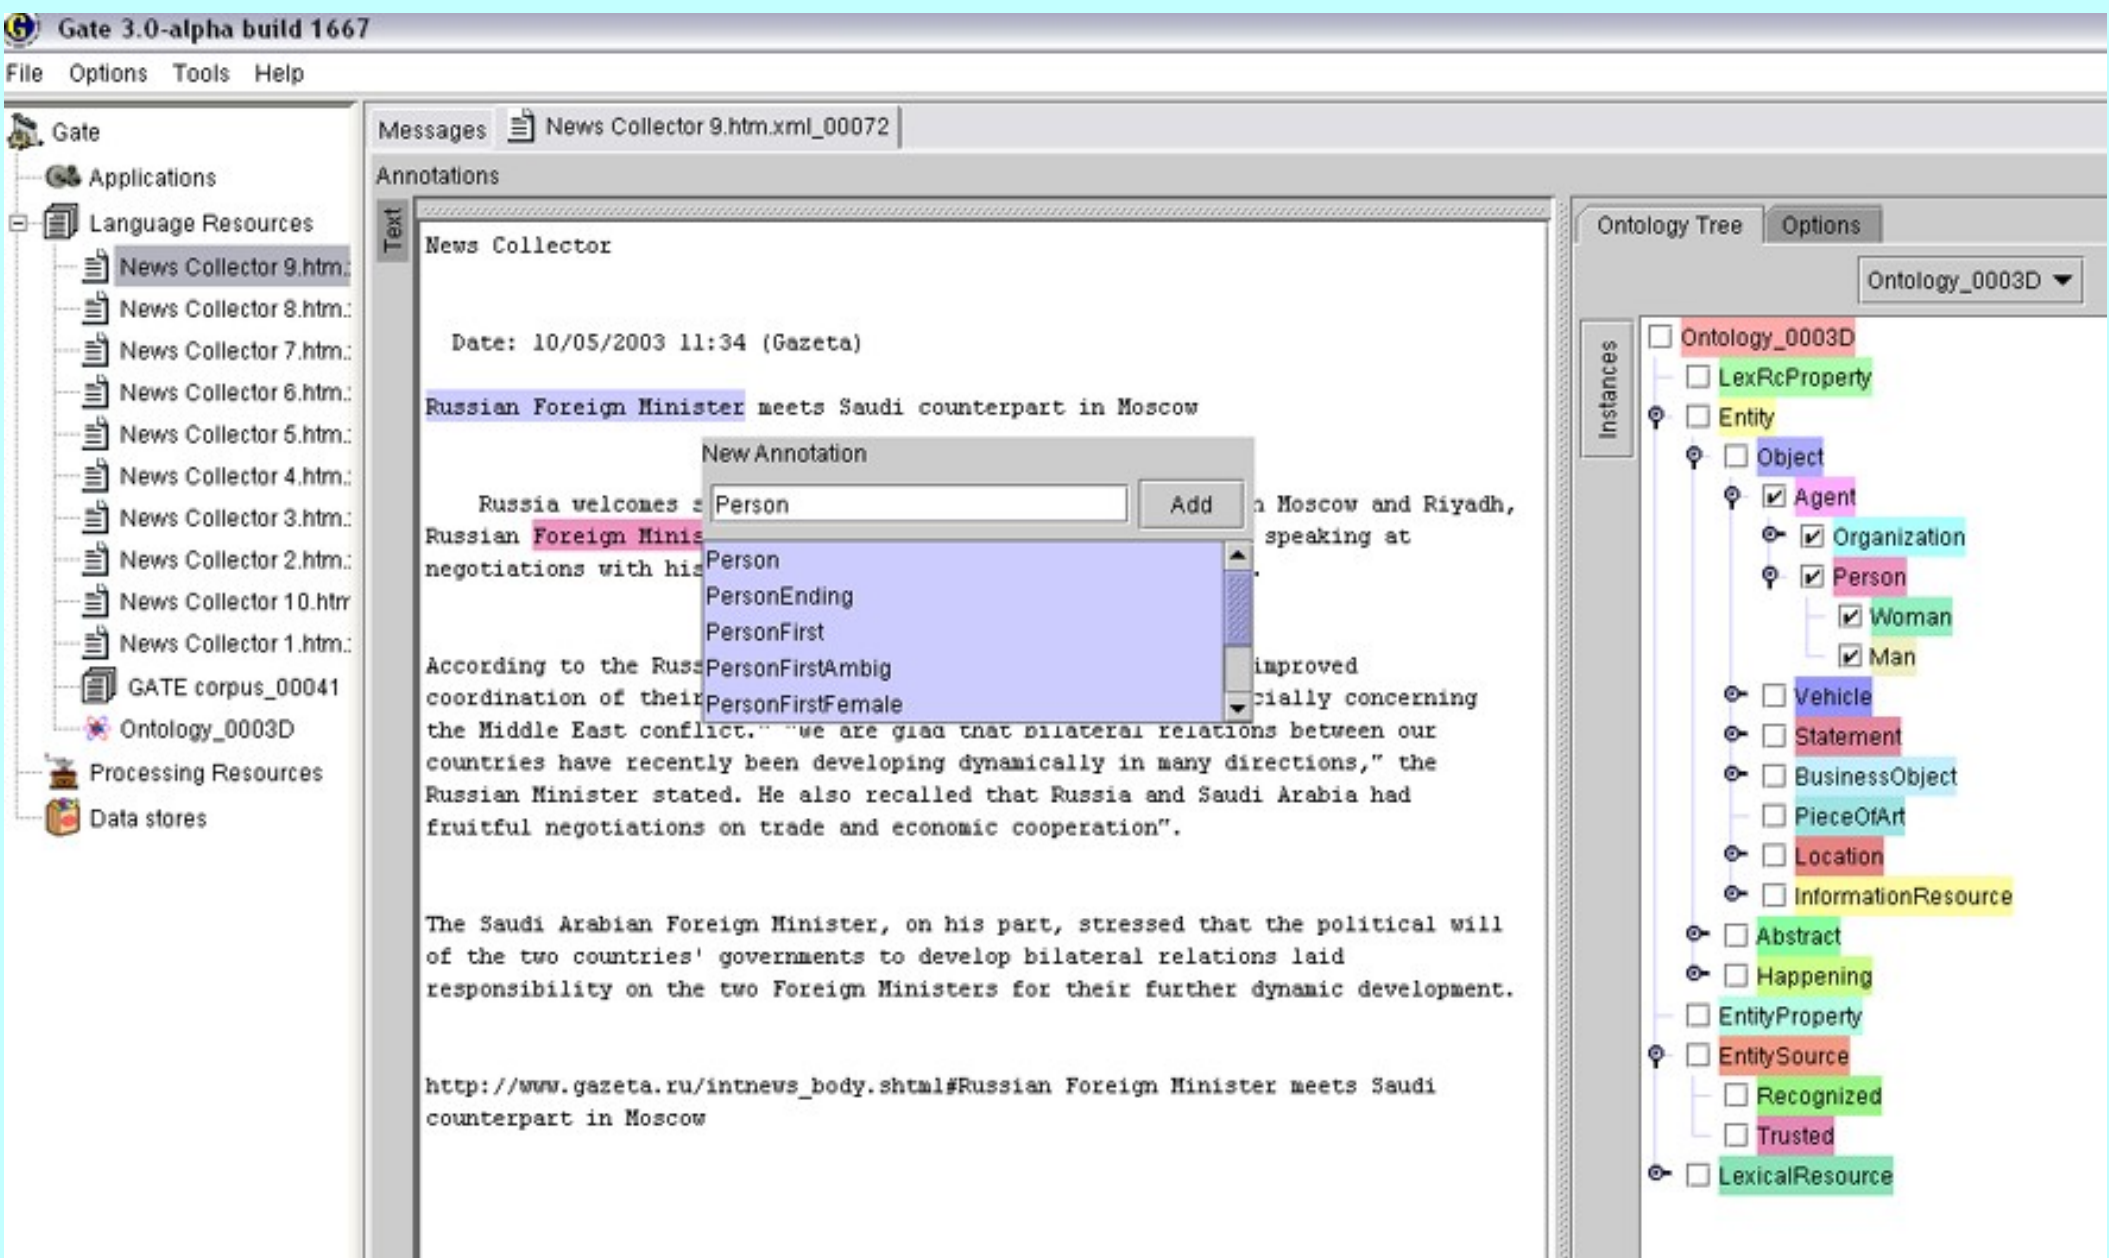 Gate 3.0-alpha build 1667
File Options Tools Help
Gate
Applications
Language Resources
News Collector 9.htm.
News Collector 8.htm.:
News Collector 7.htm.:
News Collector 6.htm.:
News Collector 5.htm.:
News Collector 4.htm.:
News Collector 3.htm.:
News Collector 2.htm.:
News Collector 10.htm
News Collector 1.htm.:
GATE corpus_00041
Ontology_0003D
Processing Resources
Data stores
Messages News Collector 9.htm.xml_00072
Annotations
Text
News Collector
Date: 10/05/2003 11:34 (Gazeta)
Russian Foreign Minister meets Saudi counterpart in Moscow
Russia welcomes Moscow and Riyadh,
Russian Foreign speaking at
negotiations with his
According to the improved
coordination of their concerning
the Middle East conflict." "We are glad that bilateral relations between our
countries have recently been developing dynamically in many directions," the
Russian Minister stated. He also recalled that Russia and Saudi Arabia had
fruitful negotiations on trade and economic cooperation".
The Saudi Arabian Foreign Minister, on his part, stressed that the political will
of the two countries' governments to develop bilateral relations laid
responsibility on the two Foreign Ministers for their further dynamic development.
http://www.gazeta.ru/intnews_body.shtml#Russian Foreign Minister meets Saudi
counterpart in Moscow
New Annotation
Person Add
Person
PersonEnding
PersonFirst
PersonFirstAmbig
PersonFirstFemale
Ontology Tree Options
Ontology_0003D
Instances
Ontology_0003D
LexRcProperty
Entity
Object
Agent
Organization
Person
Woman
Man
Vehicle
Statement
BusinessObject
PieceOfArt
Location
InformationResource
Abstract
Happening
EntityProperty
EntitySource
Recognized
Trusted
LexicalResource